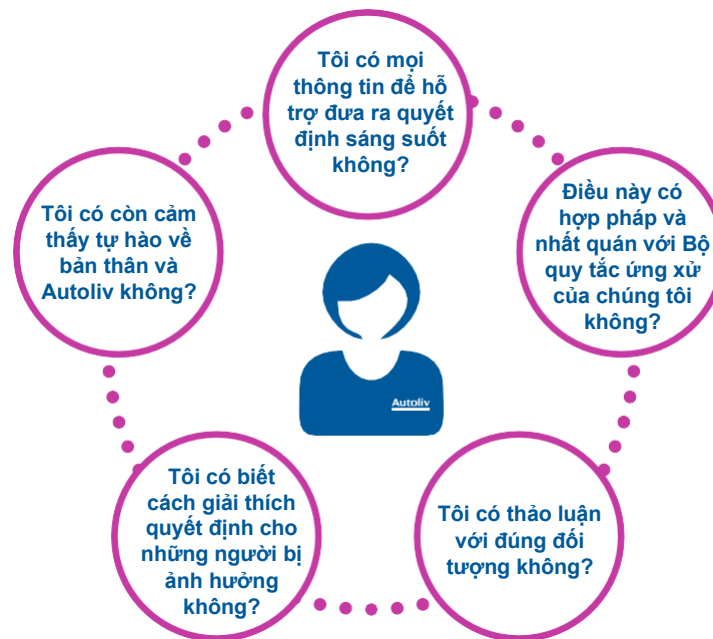 Tôi có mọi
thông tin để hỗ
trợ đưa ra quyết
định sáng suốt
không?
Điều này có
hợp pháp và
nhất quán với Bộ
quy tắc ứng xử
của chúng tôi
không?
Tôi có thảo luận
với đúng đối
tượng không?
Tôi có biết
cách giải thích
quyết định cho
những người bị
ảnh hưởng
không?
Tôi có còn cảm
thấy tự hào về
bản thân và
Autoliv không?
Autoliv